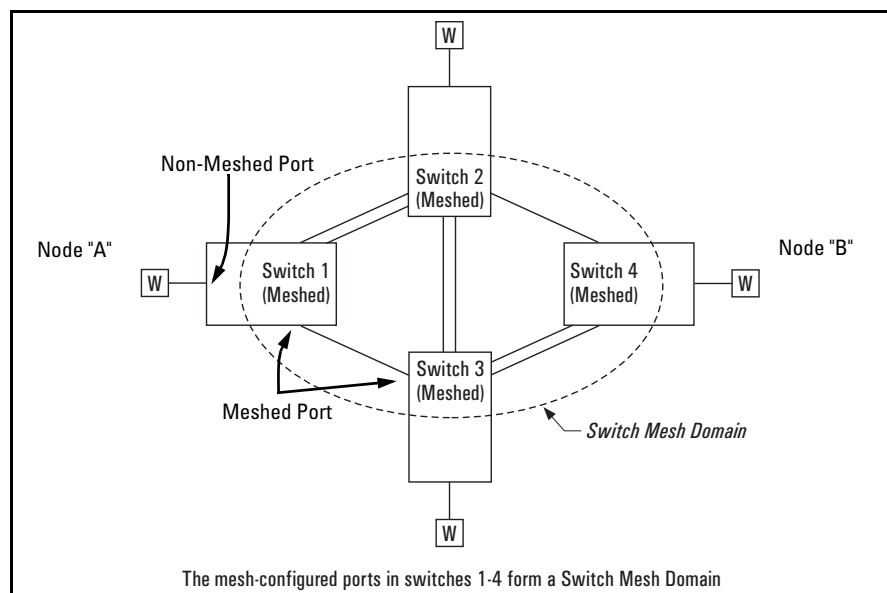 W
Non-Meshed Port
Switch 2
(Meshed)
Node "A"
Node "B"
W
Switch 1
(Meshed)
Switch 4
(Meshed)
W
Switch 3
(Meshed)
Meshed Port
Switch Mesh Domain
W
The mesh-configured ports in switches 1-4 form a Switch Mesh Domain